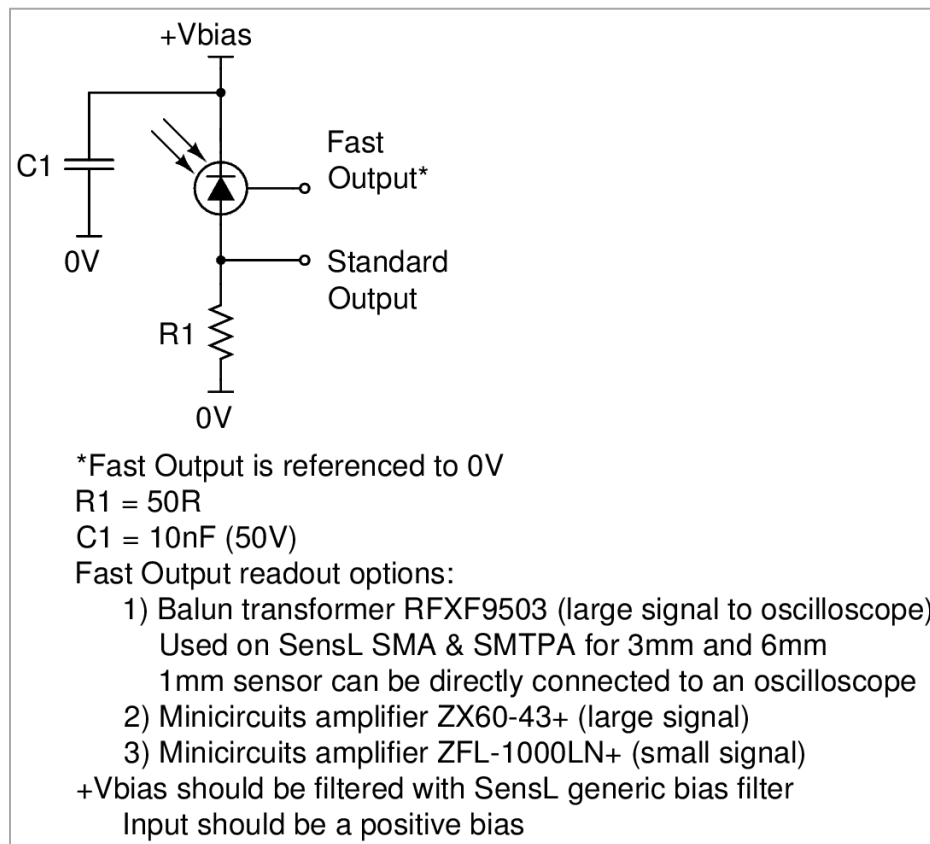 +Vbias
Fast
Output*
C1
0V
Standard
Output
R1
0V
*Fast Output is referenced to 0V
R1 = 50R
C1 = 10nF (50V)
Fast Output readout options:
1) Balun transformer RFXF9503 (large signal to oscilloscope)
Used on SensL SMA & SMTPA for 3mm and 6mm
1mm sensor can be directly connected to an oscilloscope
2) Minicircuits amplifier ZX60-43+ (large signal)
3) Minicircuits amplifier ZFL-1000LN+ (small signal)
+Vbias should be filtered with SensL generic bias filter
Input should be a positive bias